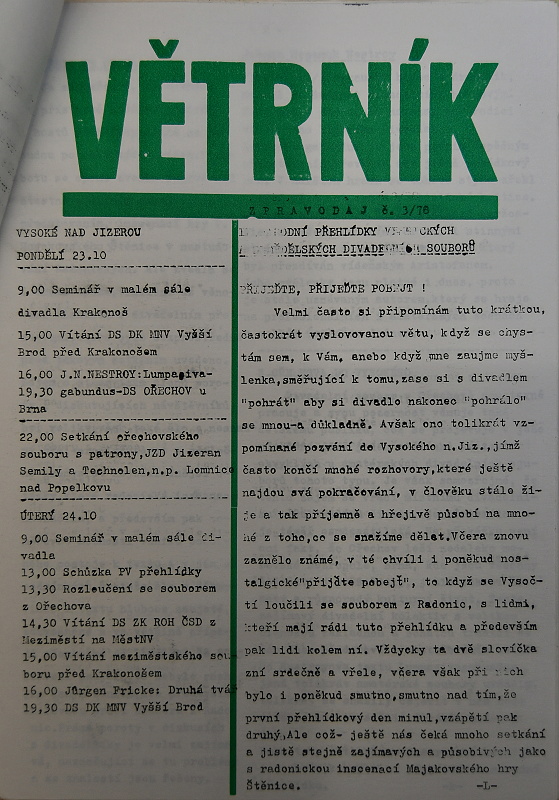 VĚTRNÍK
ZPRAVODAJ č. 3/78
VYSOKÉ NAD JIZEROU
PONDĚLÍ 23.10
9,00 Seminář v malém sále
divadla Krakonoš
15,00 Vítání DS DK MNV Vyšší
Brod před Krakonošem
16,00 J.N.NESTROY:Lumpaciva-
19,30 gabundus-DS OŘECHOV u
Brna
22,00 Setkání ořechovského
souboru s patrony,JZD Jizeran
Semily a Technolen,n.p. Lomnice
nad Popelkovu
ÚTERÝ 24.10
9,00 Seminář v malém sále di-
vadla
13,00 Schůzka PV přehlídky
13,30 Rozloučení se souborem
z Ořechova
14,30 Vítání DS ZK ROH ČSD z
Meziměstí na MěstNV
15,00 Vítání meziměstského sou
boru před Krakonošem
16,00 Jürgen Fricke: Druhá tvá
19,30 DS DK MNV Vyšší Brod
PŘEHLÍDKY
DIVADELNÍCH SOUBORŮ
PŘIJEĎTE, PŘIJEĎTE POBEJT !
Velmi často si připomínám tuto krátkou,
častokrát vyslovovanou větu, když se chys-
tám sem, k Vám, anebo když mne zaujme myš-
lenka,směřující k tomu,zase si s divadlem
"pohrát" aby si divadlo nakonec "pohrálo"
se mnou-a důkladně. Avšak ono tolikrát vz-
pomínané pozvání do Vysokého n.Jiz.,jímž
často končí mnohé rozhovory,které ještě
najdou svá pokračování, v člověku stále ži-
je a tak příjemně a hřejivě působí na mno-
hé z toho,co se snažíme dělat.Včera znovu
zaznělo známé, v té chvíli i poněkud nos-
talgické"přijďte pobejt", to když se Vysoč-
tí loučili se souborem z Radonic, s lidmi,
kteří mají rádi tuto přehlídku a především
pak lidi kolem ní. Vždycky ta dvě slovíčka
zní srdečně a vřele, včera však při nich
bylo i poněkud smutno,smutno nad tím,že
první přehlídkový den minul,vzápětí pak
druhý.Ale což- ještě nás čeká mnoho setkání
a jistě stejně zajímavých a působivých jako
s radonickou inscenací Majakovského hry
Štěnice. -L-